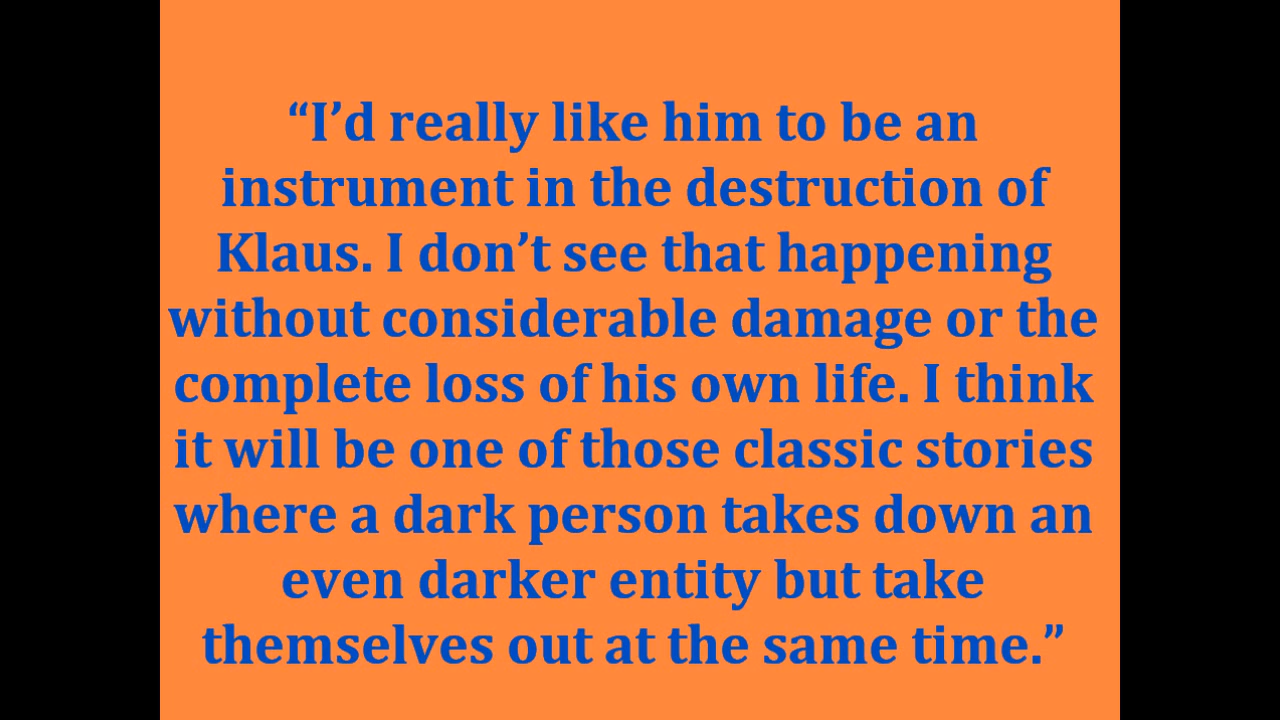 “I’d really like him to be an
instrument in the destruction of
Klaus. I don’t see that happening
without considerable damage or the
complete loss of his own life. I think
it will be one of those classic stories
where a dark person takes down an
even darker entity but take
themselves out at the same time.”